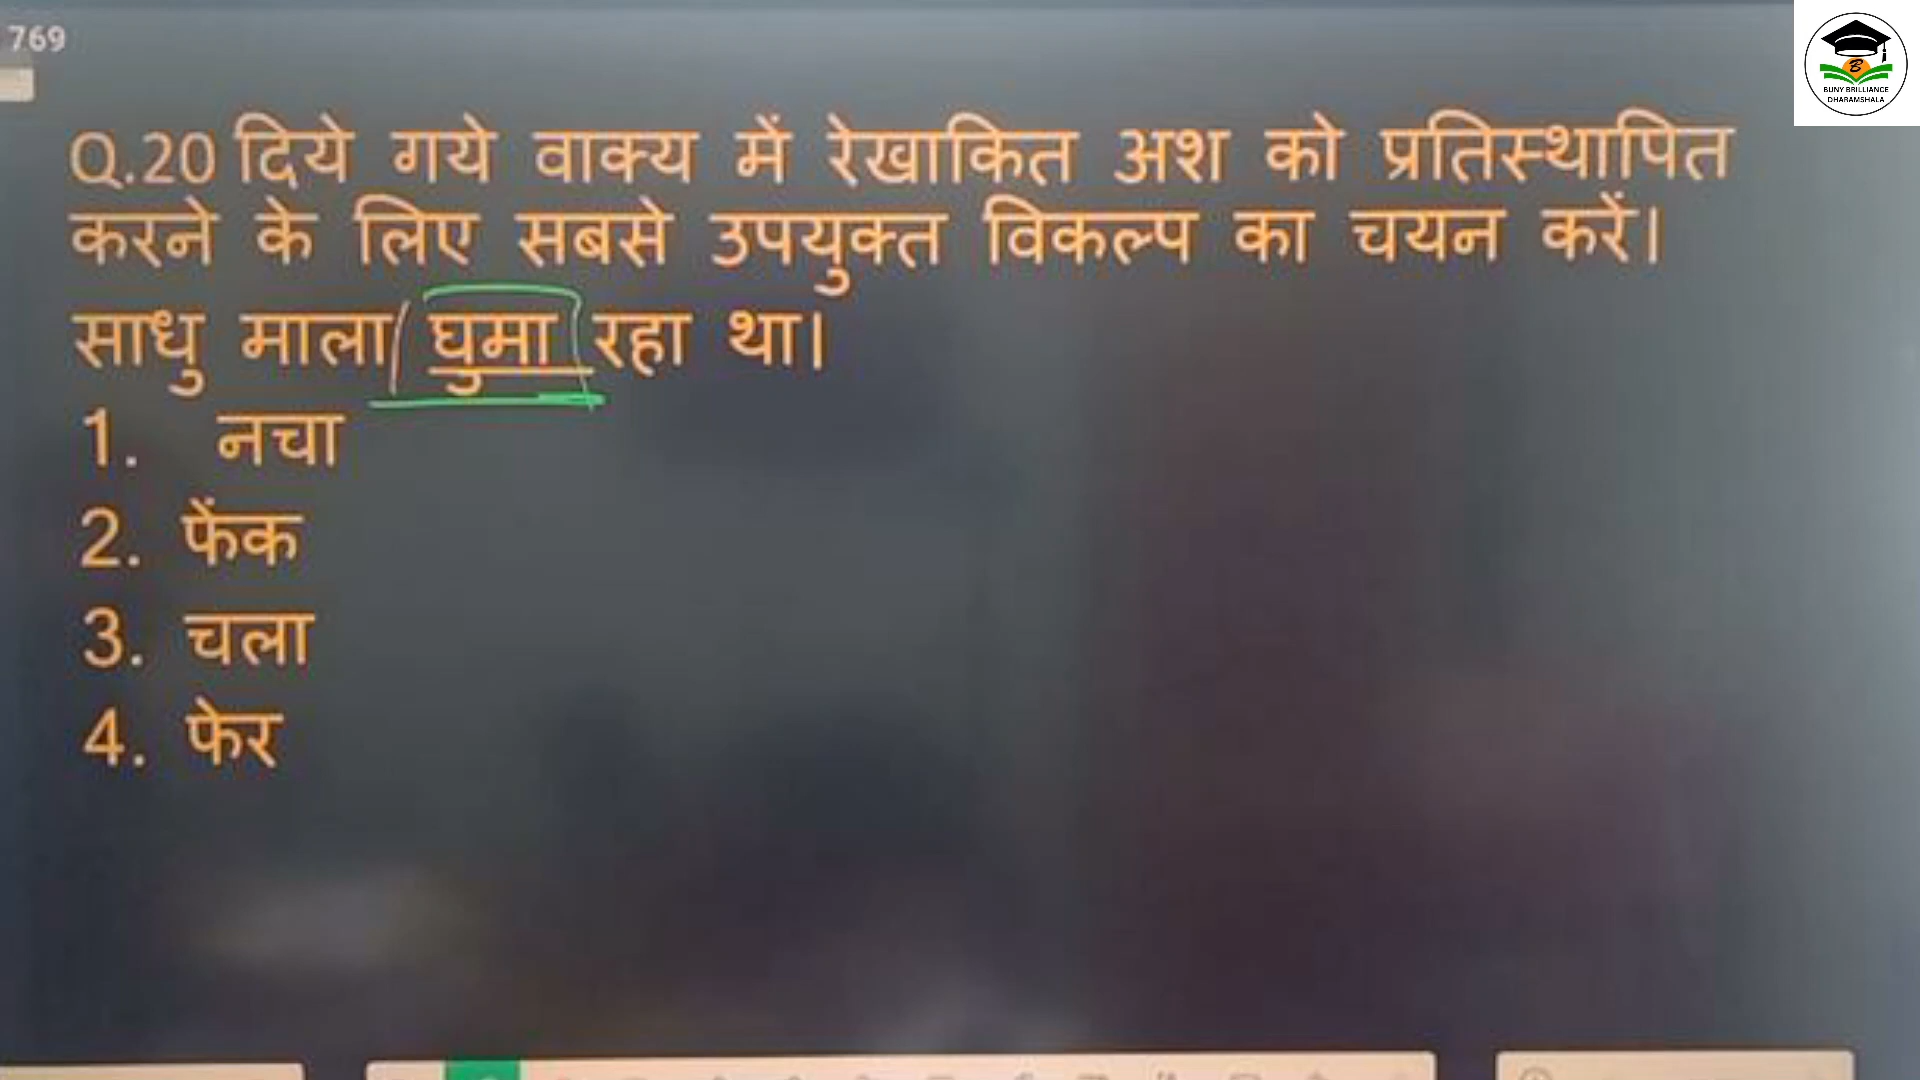 769
BUNY BRILLIANCE
DHARAMSHALA
Q.20 दिये गये वाक्य में रेखाकित अश को प्रतिस्थापित
करने के लिए सबसे उपयुक्त विकल्प का चयन करें।
साधु माला घुमा रहा था।
1. नचा
2. फेंक
3. चला
4. फेर